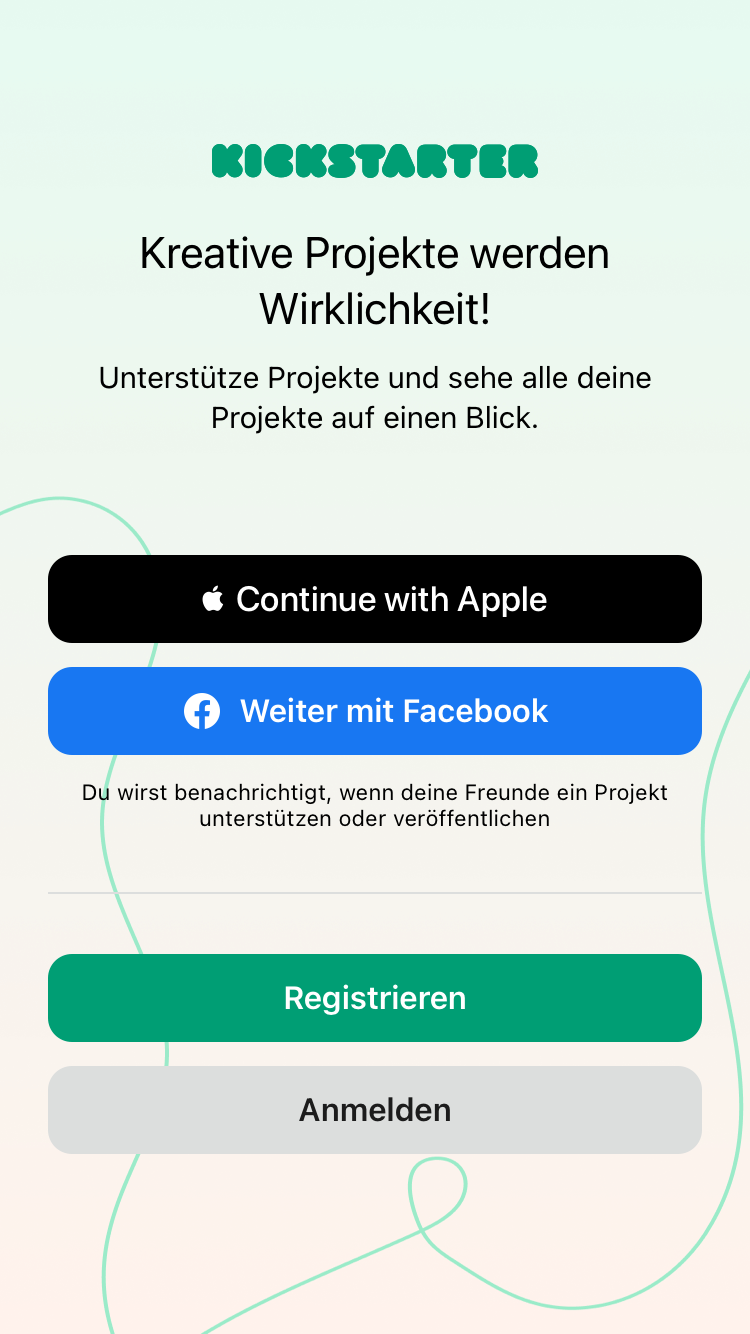 KICKSTARTER
Kreative Projekte werden
Wirklichkeit!
Unterstütze Projekte und sehe alle deine
Projekte auf einen Blick.
Continue with Apple
Weiter mit Facebook
Du wirst benachrichtigt, wenn deine Freunde ein Projekt
unterstützen oder veröffentlichen
Registrieren
Anmelden